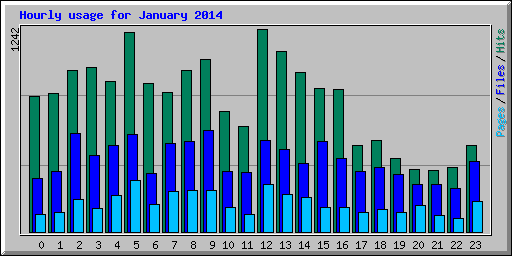 Hourly usage for January 2014
1242
Pages/Files/Hits
0 1 2 3 4 5 6 7 8 9 10 11 12 13 14 15 16 17 18 19 20 21 22 23